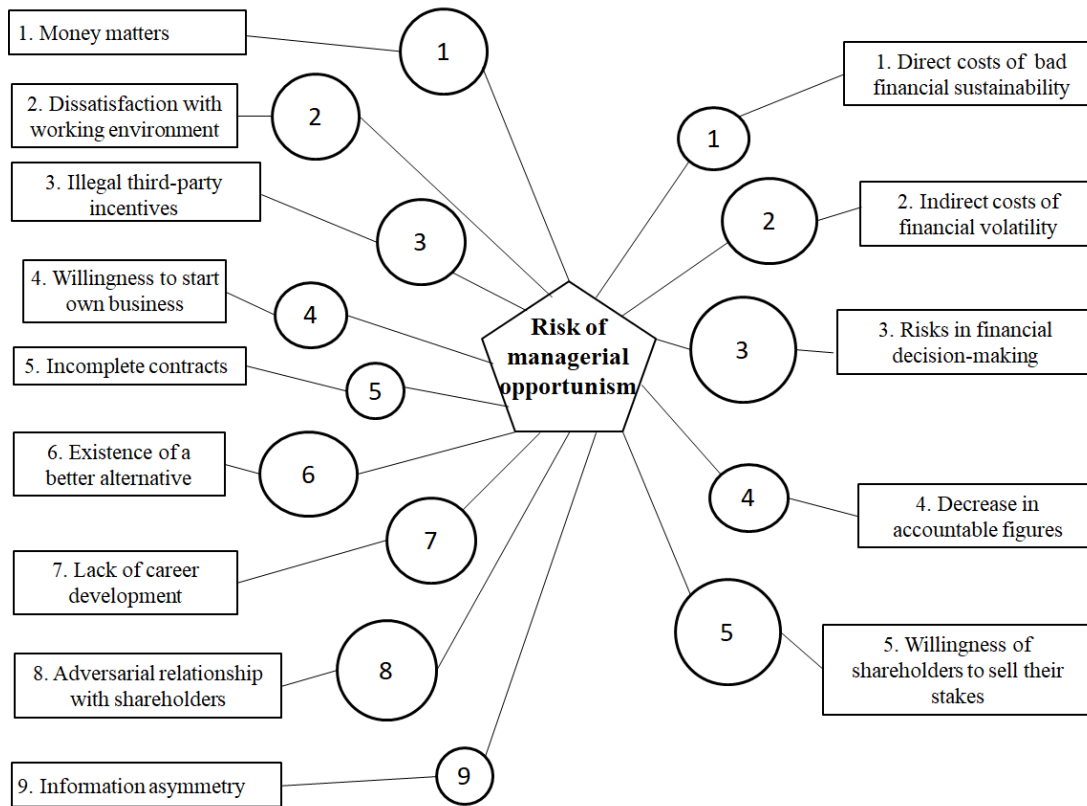 1. Money matters
1
2. Dissatisfaction with
working environment
2
3. Illegal third-party
incentives
3
4. Willingness to start
own business
4
5. Incomplete contracts
5
6. Existence of a
better alternative
6
7. Lack of career
development
7
8. Adversarial relationship
with shareholders
8
9. Information asymmetry
9
Risk of
managerial
opportunism
1
1. Direct costs of bad
financial sustainability
2
2. Indirect costs of
financial volatility
3
3. Risks in financial
decision-making
4
4. Decrease in
accountable figures
5
5. Willingness of
shareholders to sell their
stakes